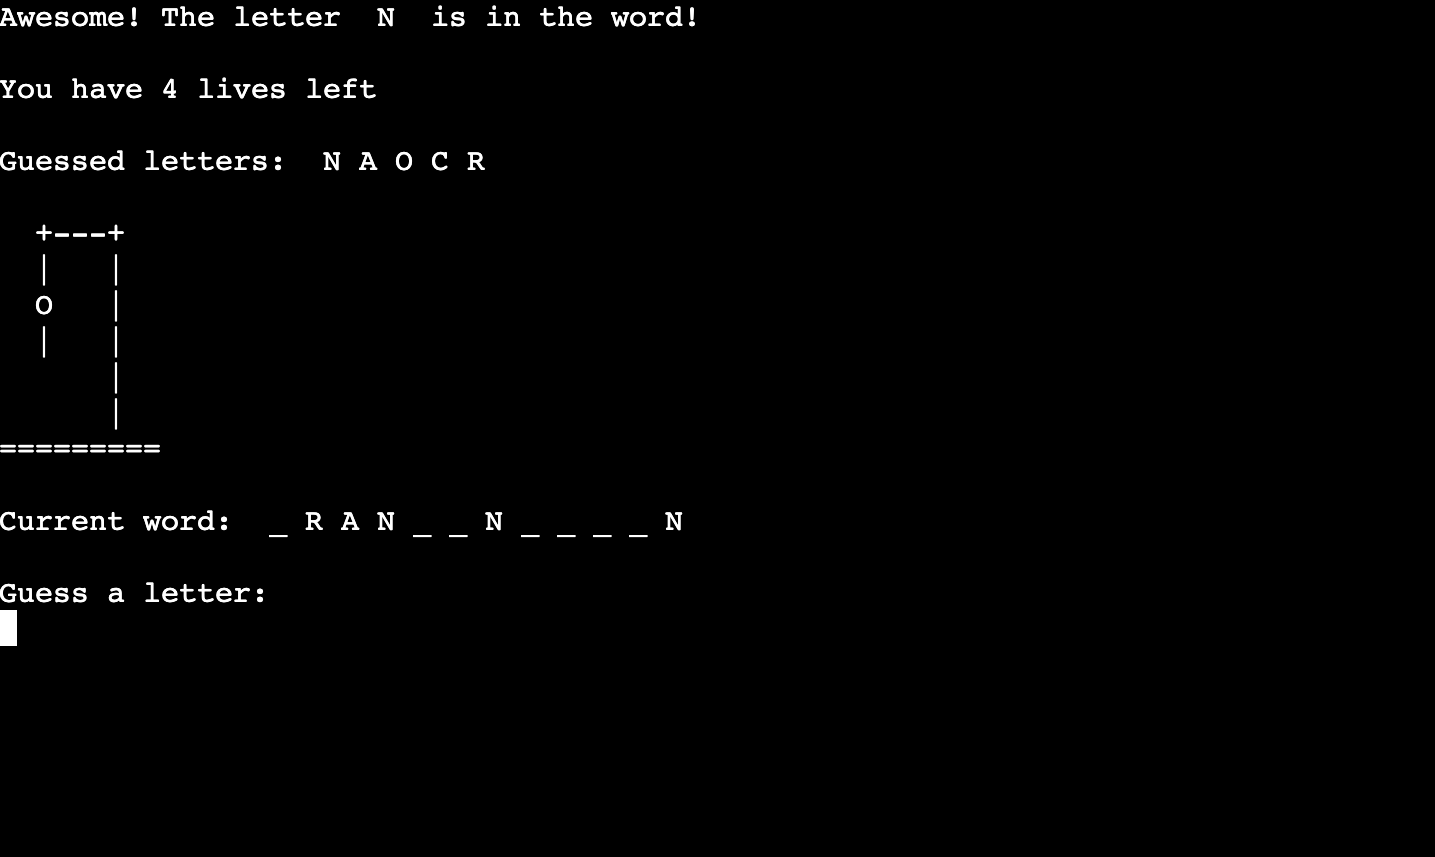 Awesome! The letter  N  is in the word!
You have 4 lives left
Guessed letters:  N A O C R
  +---+
  |   |
  O   |
  |   |
      |
      |
=========
Current word:  _ R A N _ _ N _ _ _ _ N
Guess a letter: